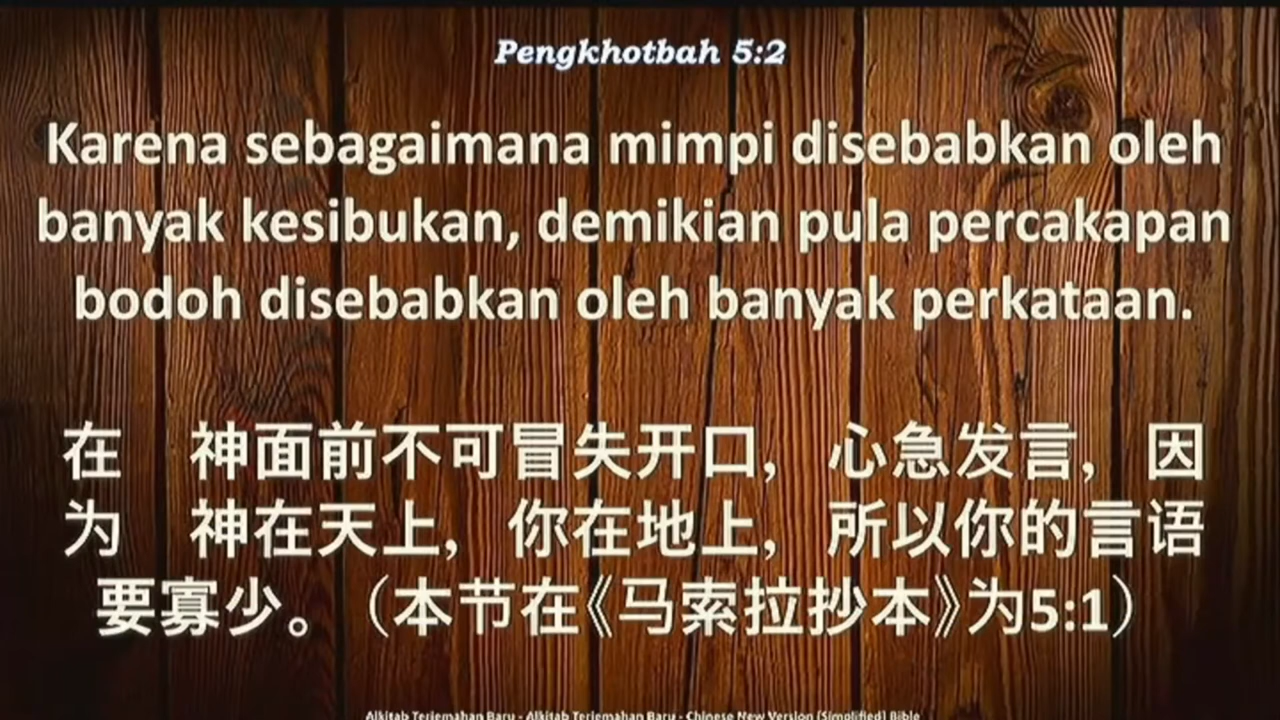 Pengkhotbah 5:2
Karena sebagaimana mimpi disebabkan oleh
banyak kesibukan, demikian pula percakapan
bodoh disebabkan oleh banyak perkataan.
在　神面前不可冒失开口， 心急发言， 因
为　神在天上， 你在地上， 所以你的言语
要寡少。（本节在《马索拉抄本》为5:1）
Alkitab Terjemahan Baru - Alkitab Terjemahan Baru - Chinese New Version (Simplified) Bible